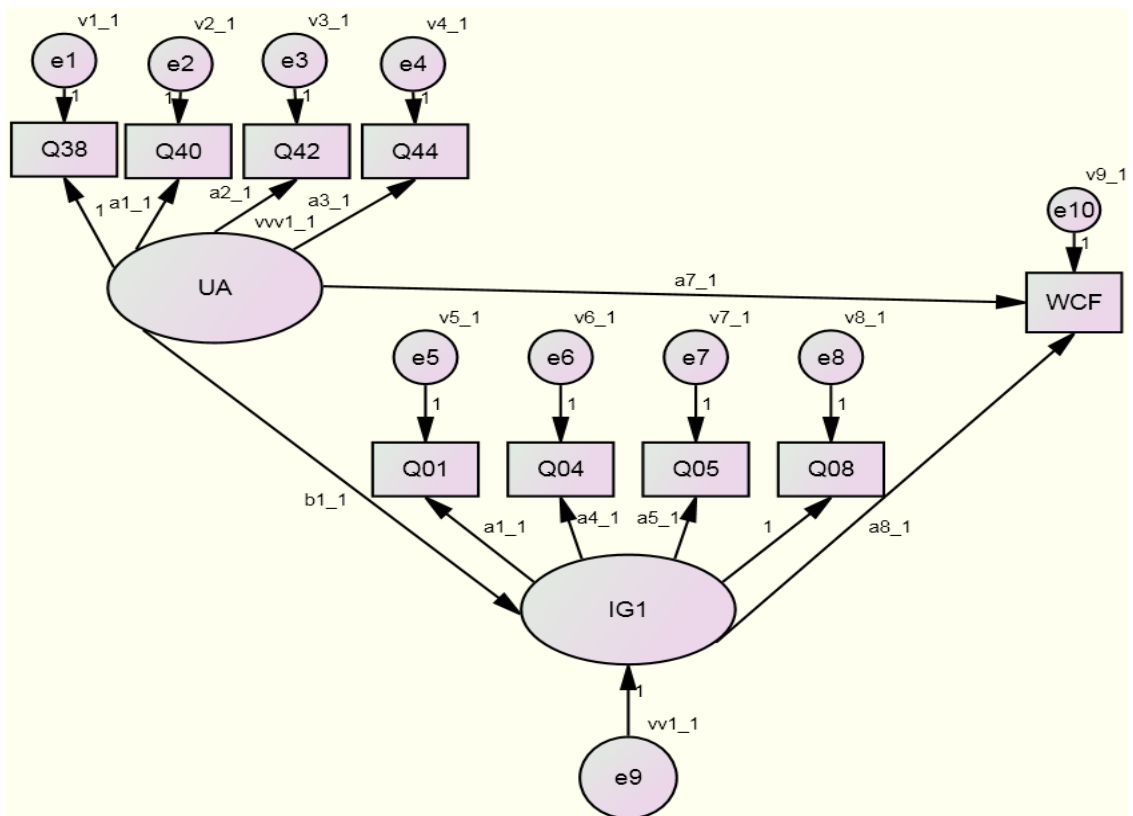 v1_1 v2_1 v3_1 v4_1
e1 e2 e3 e4
1 1 1 1
Q38 Q40 Q42 Q44
1 a1_1 a2_1 a3_1
vvv1_1
UA
v9_1
e10
1
WCF
a7_1
v5_1 v6_1 v7_1 v8_1
e5 e6 e7 e8
1 1 1 1
Q01 Q04 Q05 Q08
b1_1
a1_1 a4_1 a5_1 1 a8_1
IG1
1
vv1_1
e9